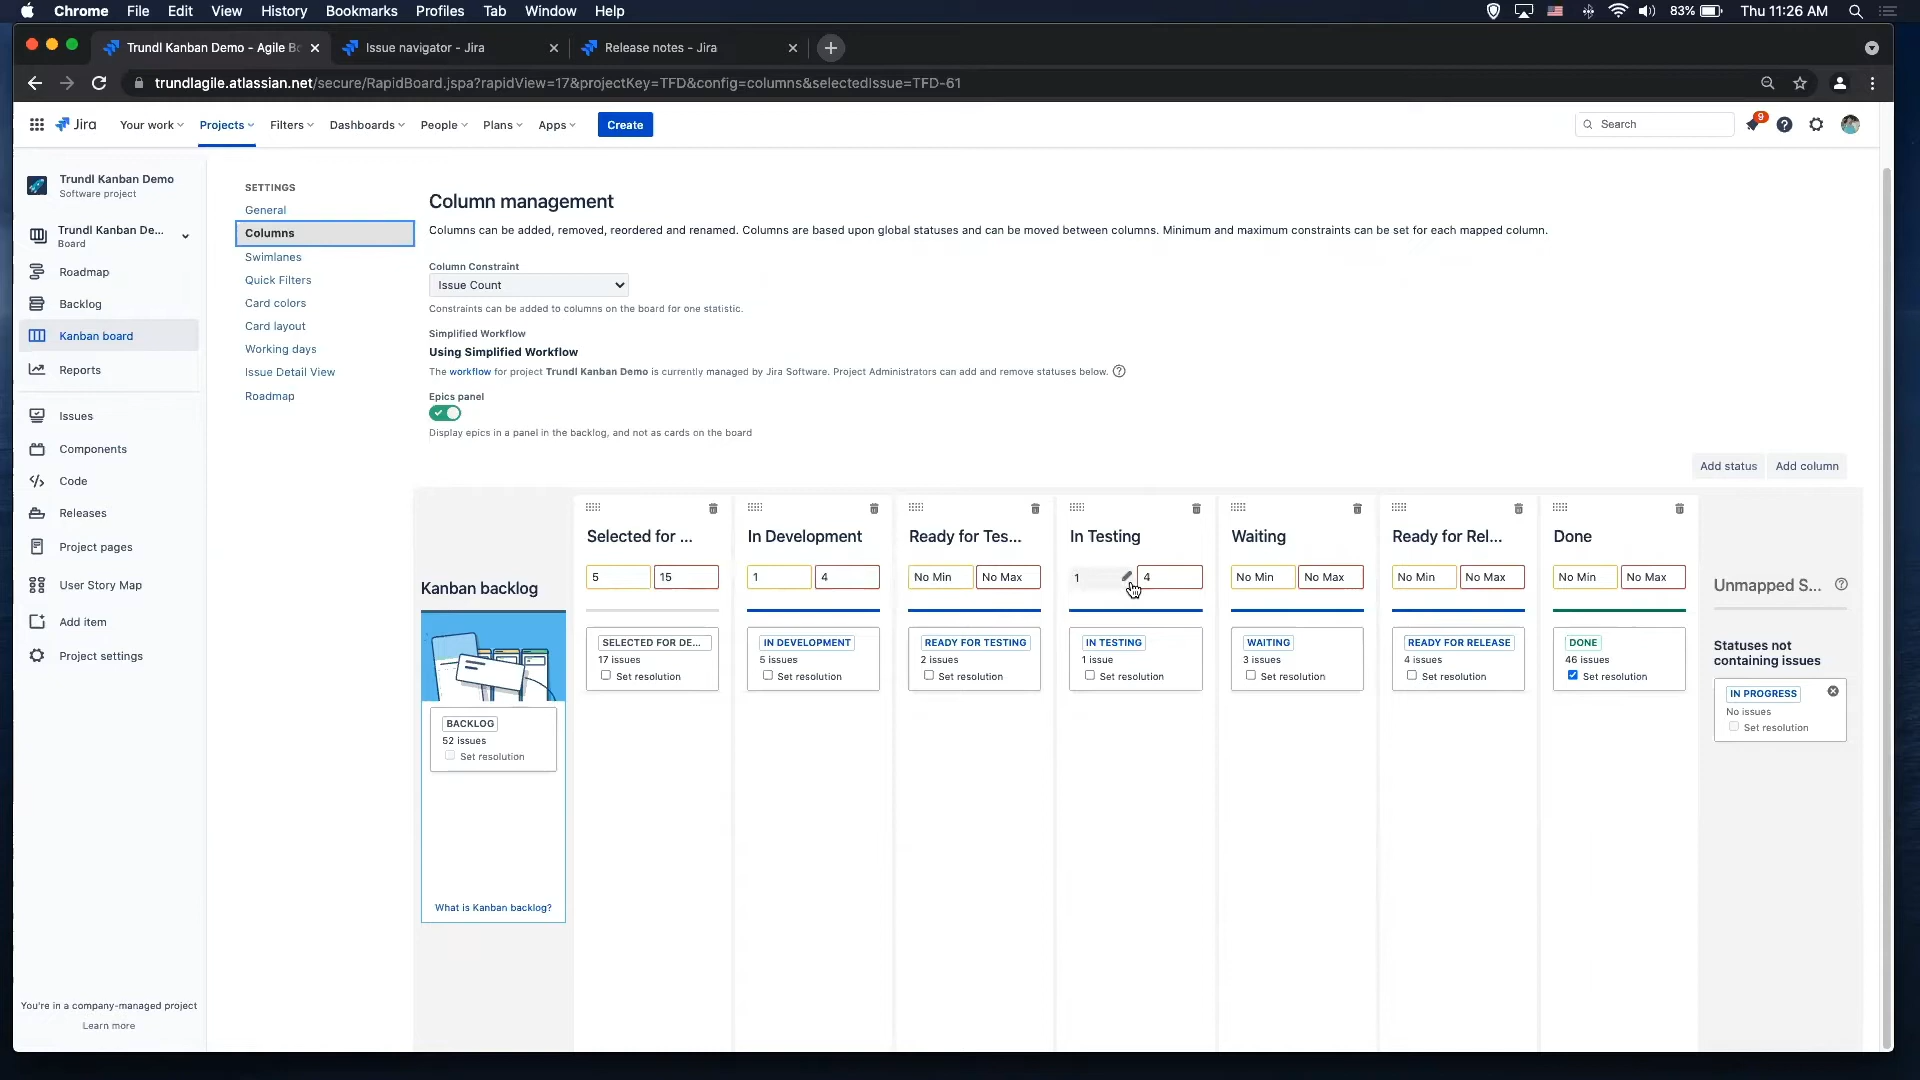 Chrome File Edit View History Bookmarks Profiles Tab Window Help 83% Thu 11:26 AM
Trundl Kanban Demo - Agile Bo Issue navigator - Jira Release notes - Jira
trundlagile.atlassian.net/secure/RapidBoard.jspa?rapidView=17&projectKey=TFD&config=columns&selectedIssue=TFD-61
Jira Your work Projects Filters Dashboards People Plans Apps Create Search 9
Trundl Kanban Demo
Software project
Trundl Kanban De...
Board
Roadmap
Backlog
Kanban board
Reports
Issues
Components
Code
Releases
Project pages
User Story Map
Add item
Project settings
You're in a company-managed project
Learn more
SETTINGS
General
Columns
Swimlanes
Quick Filters
Card colors
Card layout
Working days
Issue Detail View
Roadmap
Column management
Columns can be added, removed, reordered and renamed. Columns are based upon global statuses and can be moved between columns. Minimum and maximum constraints can be set for each mapped column.
Column Constraint
Issue Count
Constraints can be added to columns on the board for one statistic.
Simplified Workflow
Using Simplified Workflow
The workflow for project Trundl Kanban Demo is currently managed by Jira Software. Project Administrators can add and remove statuses below.
Epics panel
Display epics in a panel in the backlog, and not as cards on the board
Add status Add column
Kanban backlog
BACKLOG
52 issues
Set resolution
What is Kanban backlog?
Selected for ...
5 15
SELECTED FOR DE...
17 issues
Set resolution
In Development
1 4
IN DEVELOPMENT
5 issues
Set resolution
Ready for Tes...
No Min No Max
READY FOR TESTING
2 issues
Set resolution
In Testing
1 4
IN TESTING
1 issue
Set resolution
Waiting
No Min No Max
WAITING
3 issues
Set resolution
Ready for Rel...
No Min No Max
READY FOR RELEASE
4 issues
Set resolution
Done
No Min No Max
DONE
46 issues
Set resolution
Unmapped S...
Statuses not
containing issues
IN PROGRESS
No issues
Set resolution